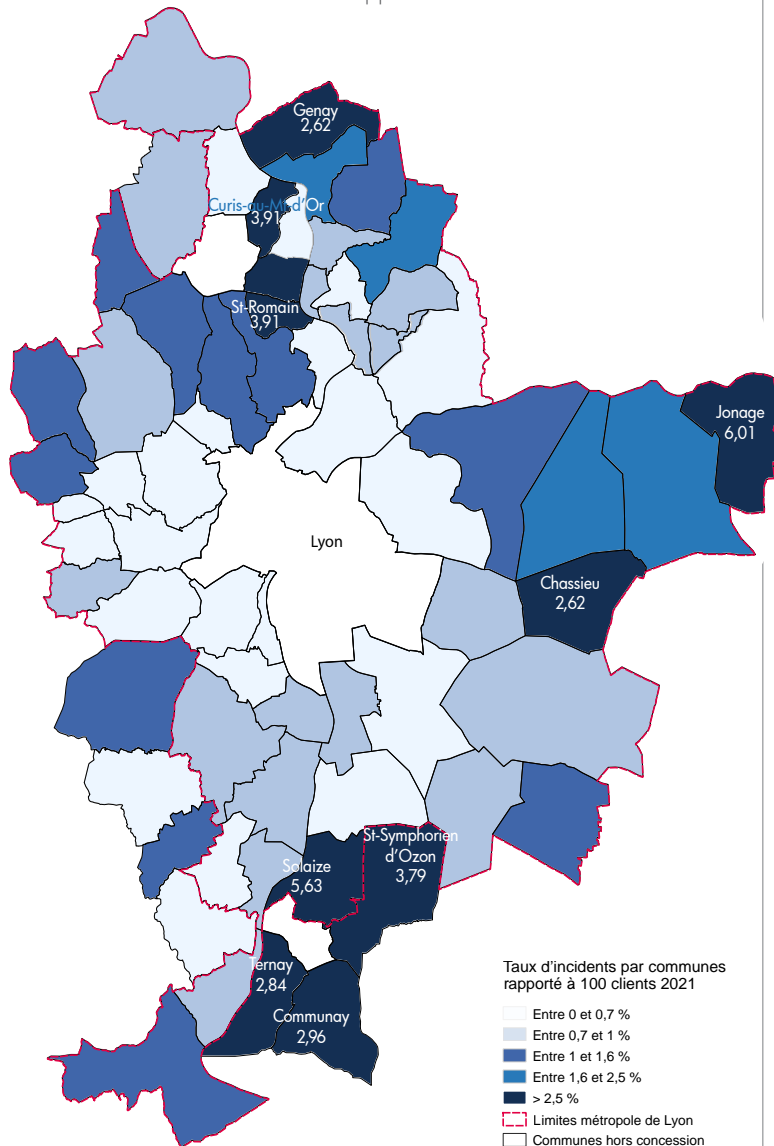 Genay
2,62
Curis-au-Mt-d'Or
3,91
St-Romain
3,91
Jonage
6,01
Lyon
Chassieu
2,62
St-Symphorien
d'Ozon
3,79
Solaize
5,63
Ternay
2,84
Communay
2,96
Taux d'incidents par communes
rapporté à 100 clients 2021
Entre 0 et 0,7 %
Entre 0,7 et 1 %
Entre 1 et 1,6 %
Entre 1,6 et 2,5 %
> 2,5 %
Limites métropole de Lyon
Communes hors concession